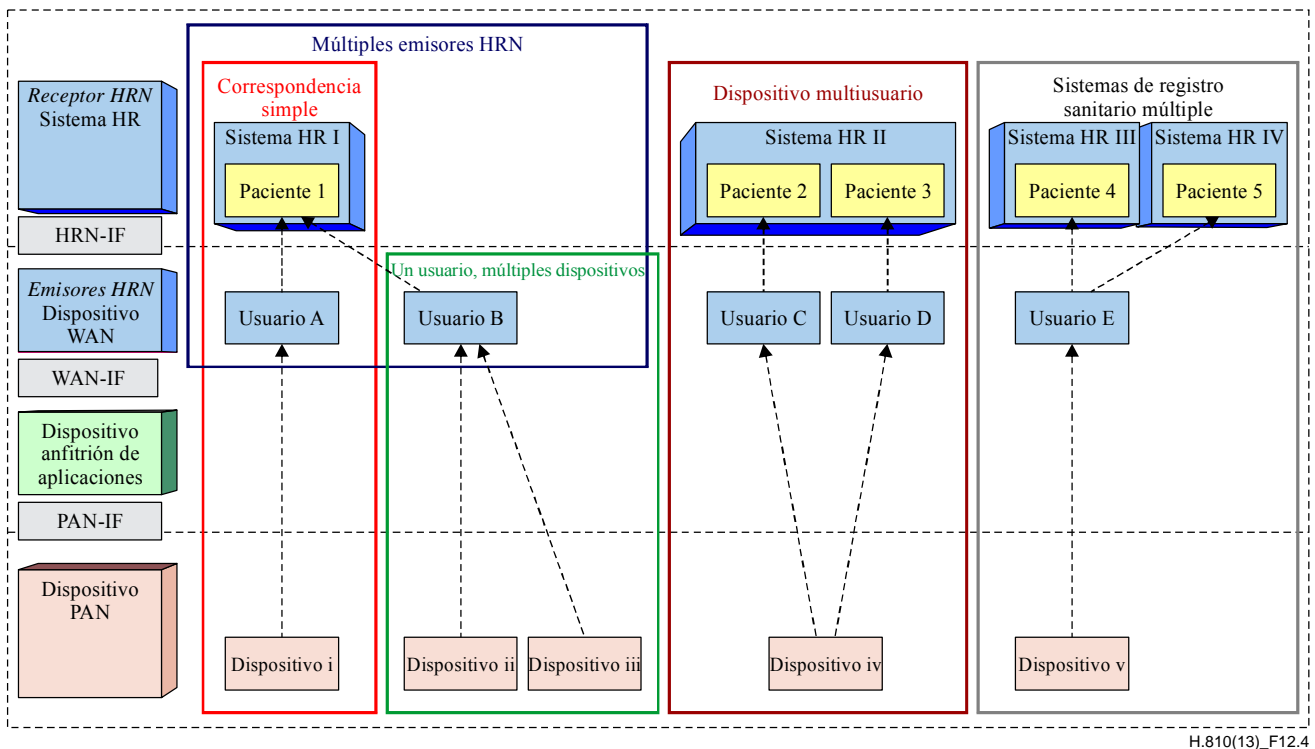 Múltiples emisores HRN
Receptor HRN
Sistema HR
Correspondencia
simple
Sistema HR I
Paciente 1
Dispositivo multiusuario
Sistema HR II
Paciente 2
Paciente 3
Sistemas de registro
sanitario múltiple
Sistema HR III
Sistema HR IV
Paciente 4
Paciente 5
HRN-IF
Un usuario, múltiples dispositivos
Emisores HRN
Dispositivo
WAN
Usuario A
Usuario B
Usuario C
Usuario D
Usuario E
WAN-IF
Dispositivo
anfitrión de
aplicaciones
PAN-IF
Dispositivo
PAN
Dispositivo i
Dispositivo ii
Dispositivo iii
Dispositivo iv
Dispositivo v
H.810(13)_F12.4